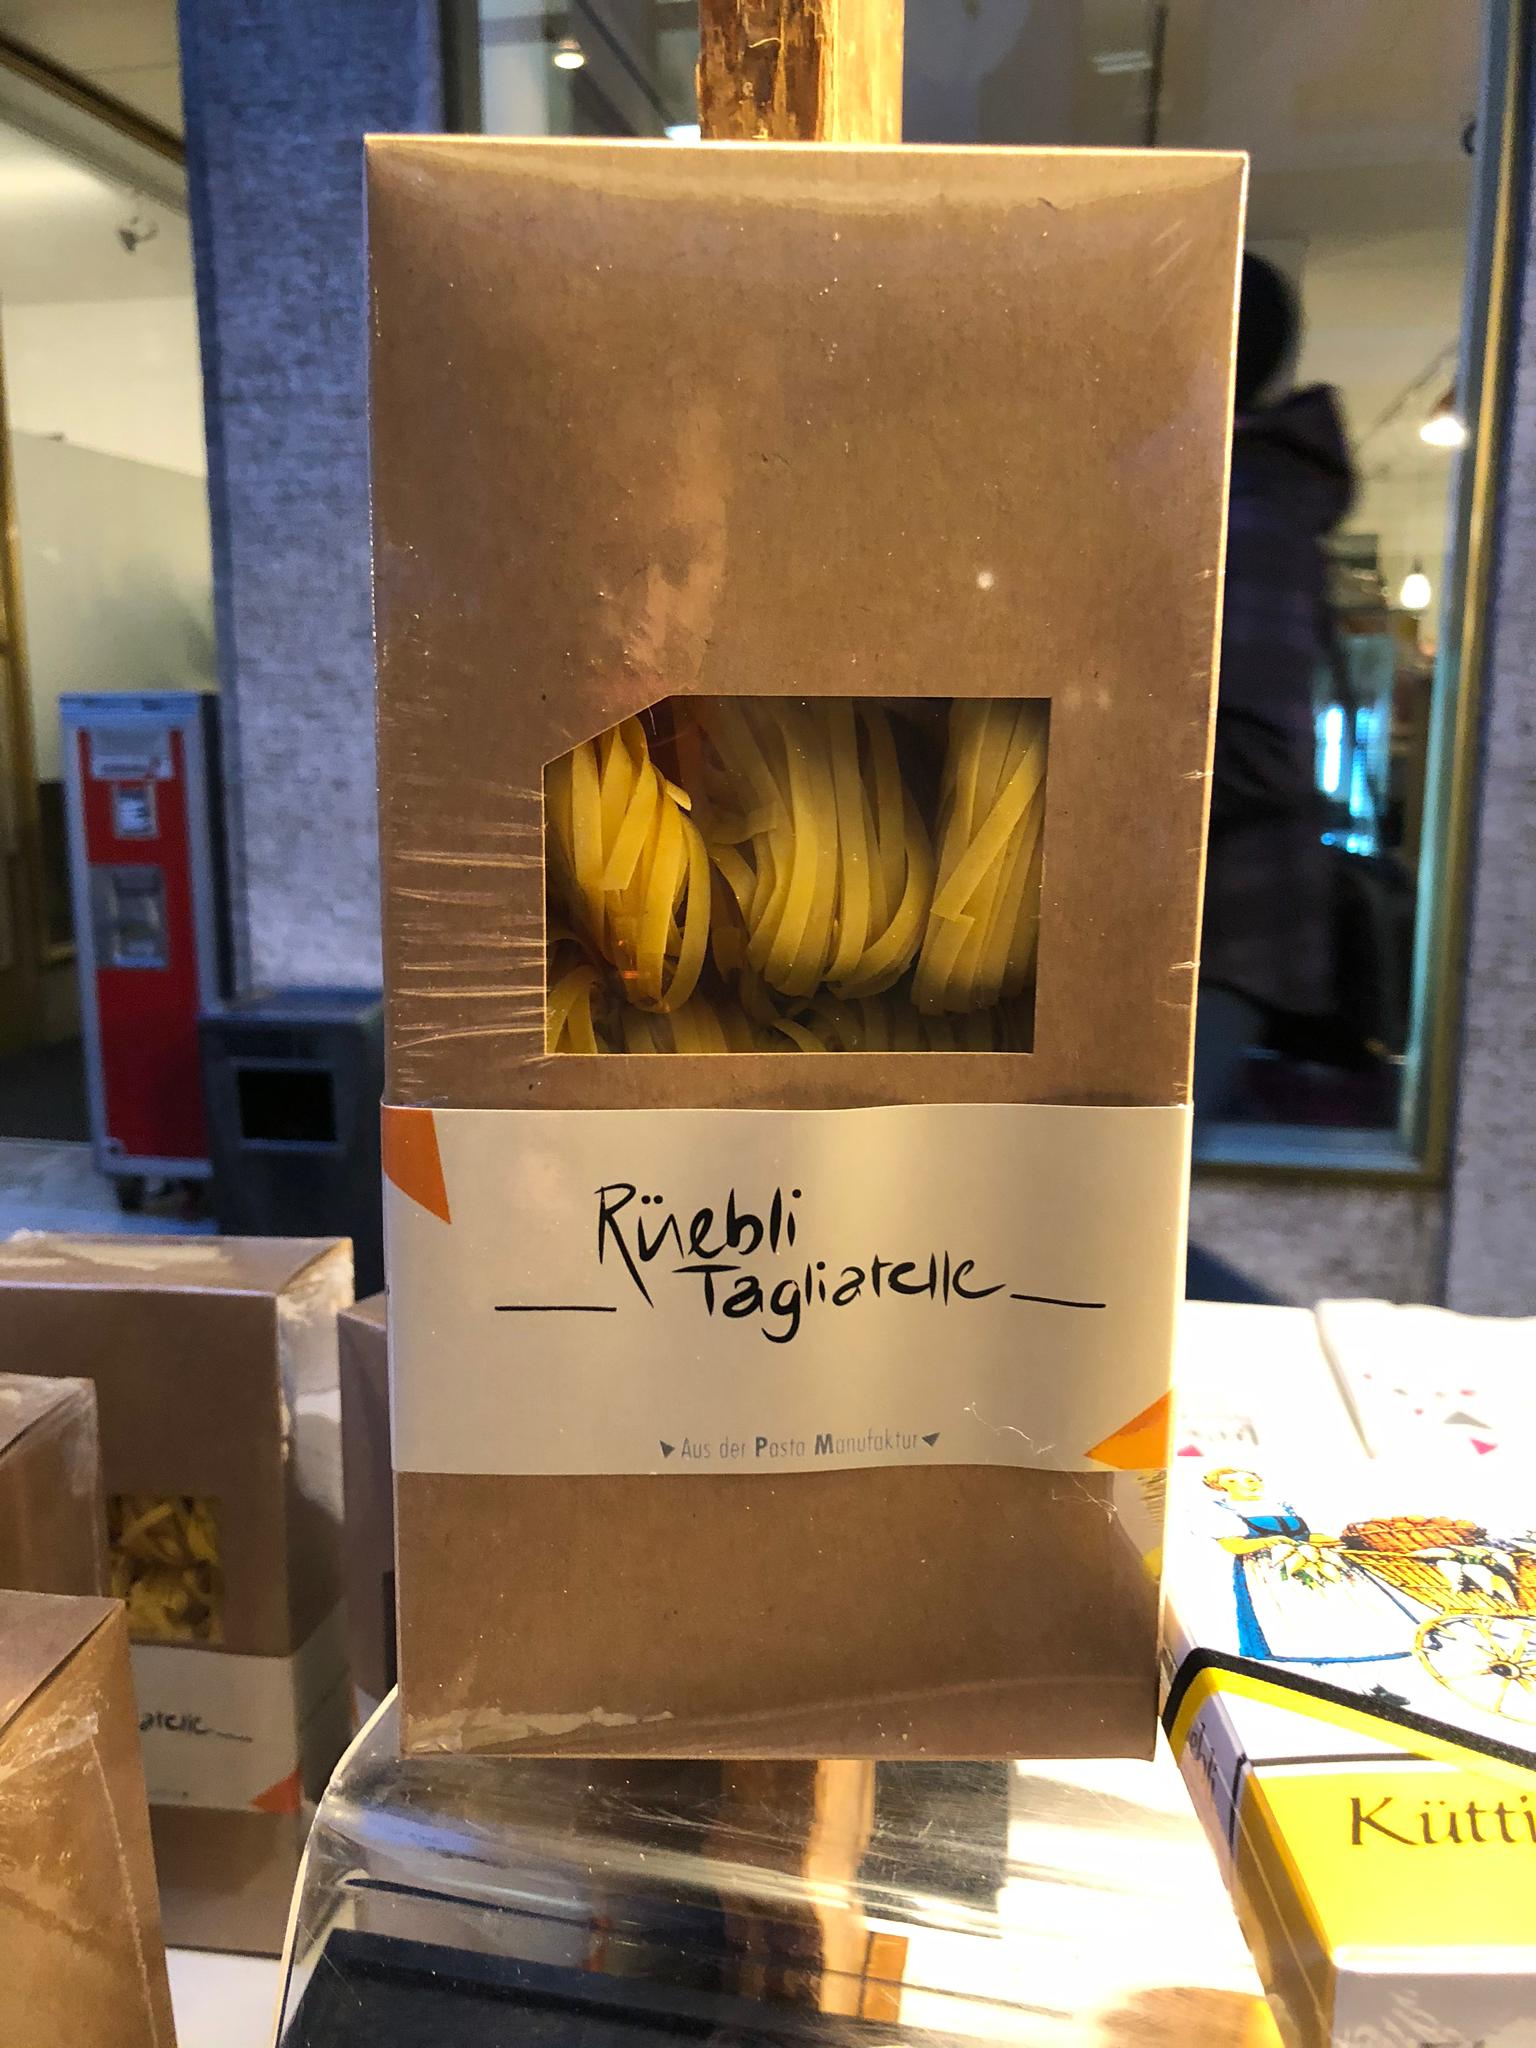 Rüebli
Tagliatelle
Aus der Pasta Manufaktur
Kütti